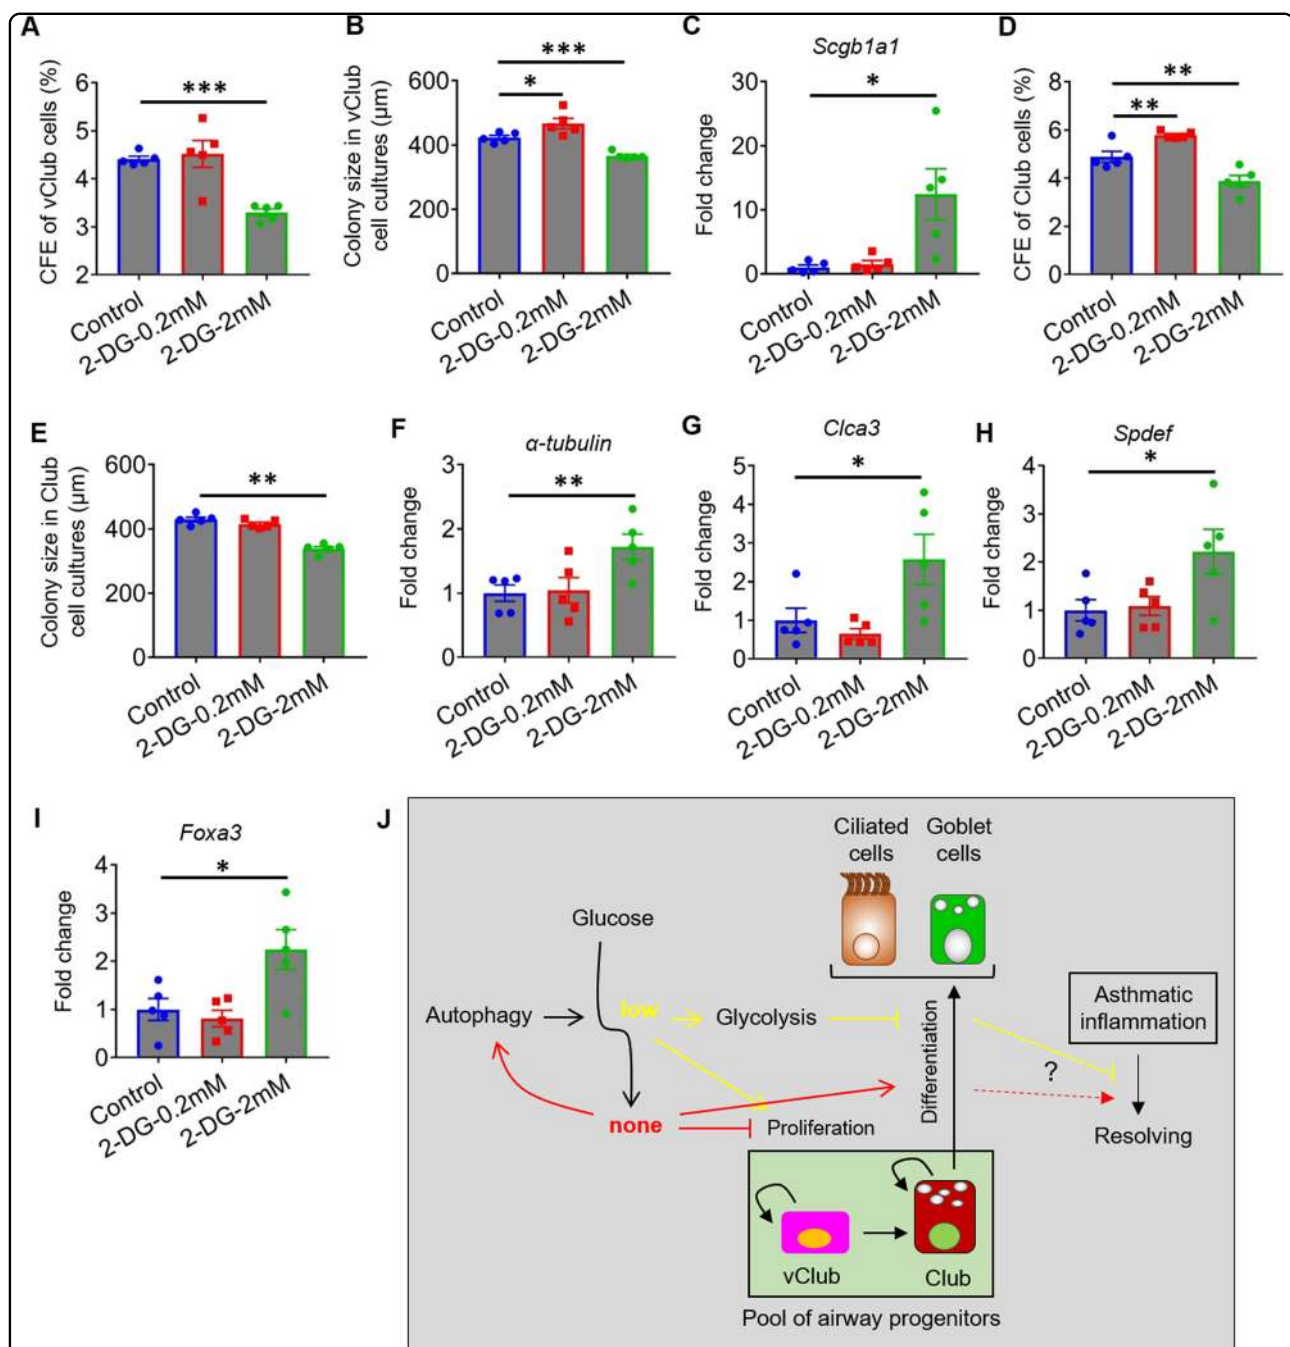 A
CFE of vClub cells (%)
***
6
5
4
3
2
Control
2-DG-0.2mM
2-DG-2mM
B
Colony size in vClub
cell cultures (μm)
***
*
600
400
200
0
Control
2-DG-0.2mM
2-DG-2mM
C
Scgb1a1
Fold change
*
30
20
10
0
Control
2-DG-0.2mM
2-DG-2mM
D
CFE of Club cells (%)
**
**
8
6
4
2
0
Control
2-DG-0.2mM
2-DG-2mM
E
Colony size in Club
cell cultures (μm)
**
600
400
200
0
Control
2-DG-0.2mM
2-DG-2mM
F
α-tubulin
Fold change
**
3
2
1
0
Control
2-DG-0.2mM
2-DG-2mM
G
Clca3
Fold change
*
5
4
3
2
1
0
Control
2-DG-0.2mM
2-DG-2mM
H
Spdef
Fold change
*
4
3
2
1
0
Control
2-DG-0.2mM
2-DG-2mM
I
Foxa3
Fold change
*
4
3
2
1
0
Control
2-DG-0.2mM
2-DG-2mM
J
Ciliated
cells
Goblet
cells
Glucose
Autophagy
low
Glycolysis
none
Proliferation
Differentiation
Asthmatic
inflammation
?
Resolving
vClub
Club
Pool of airway progenitors